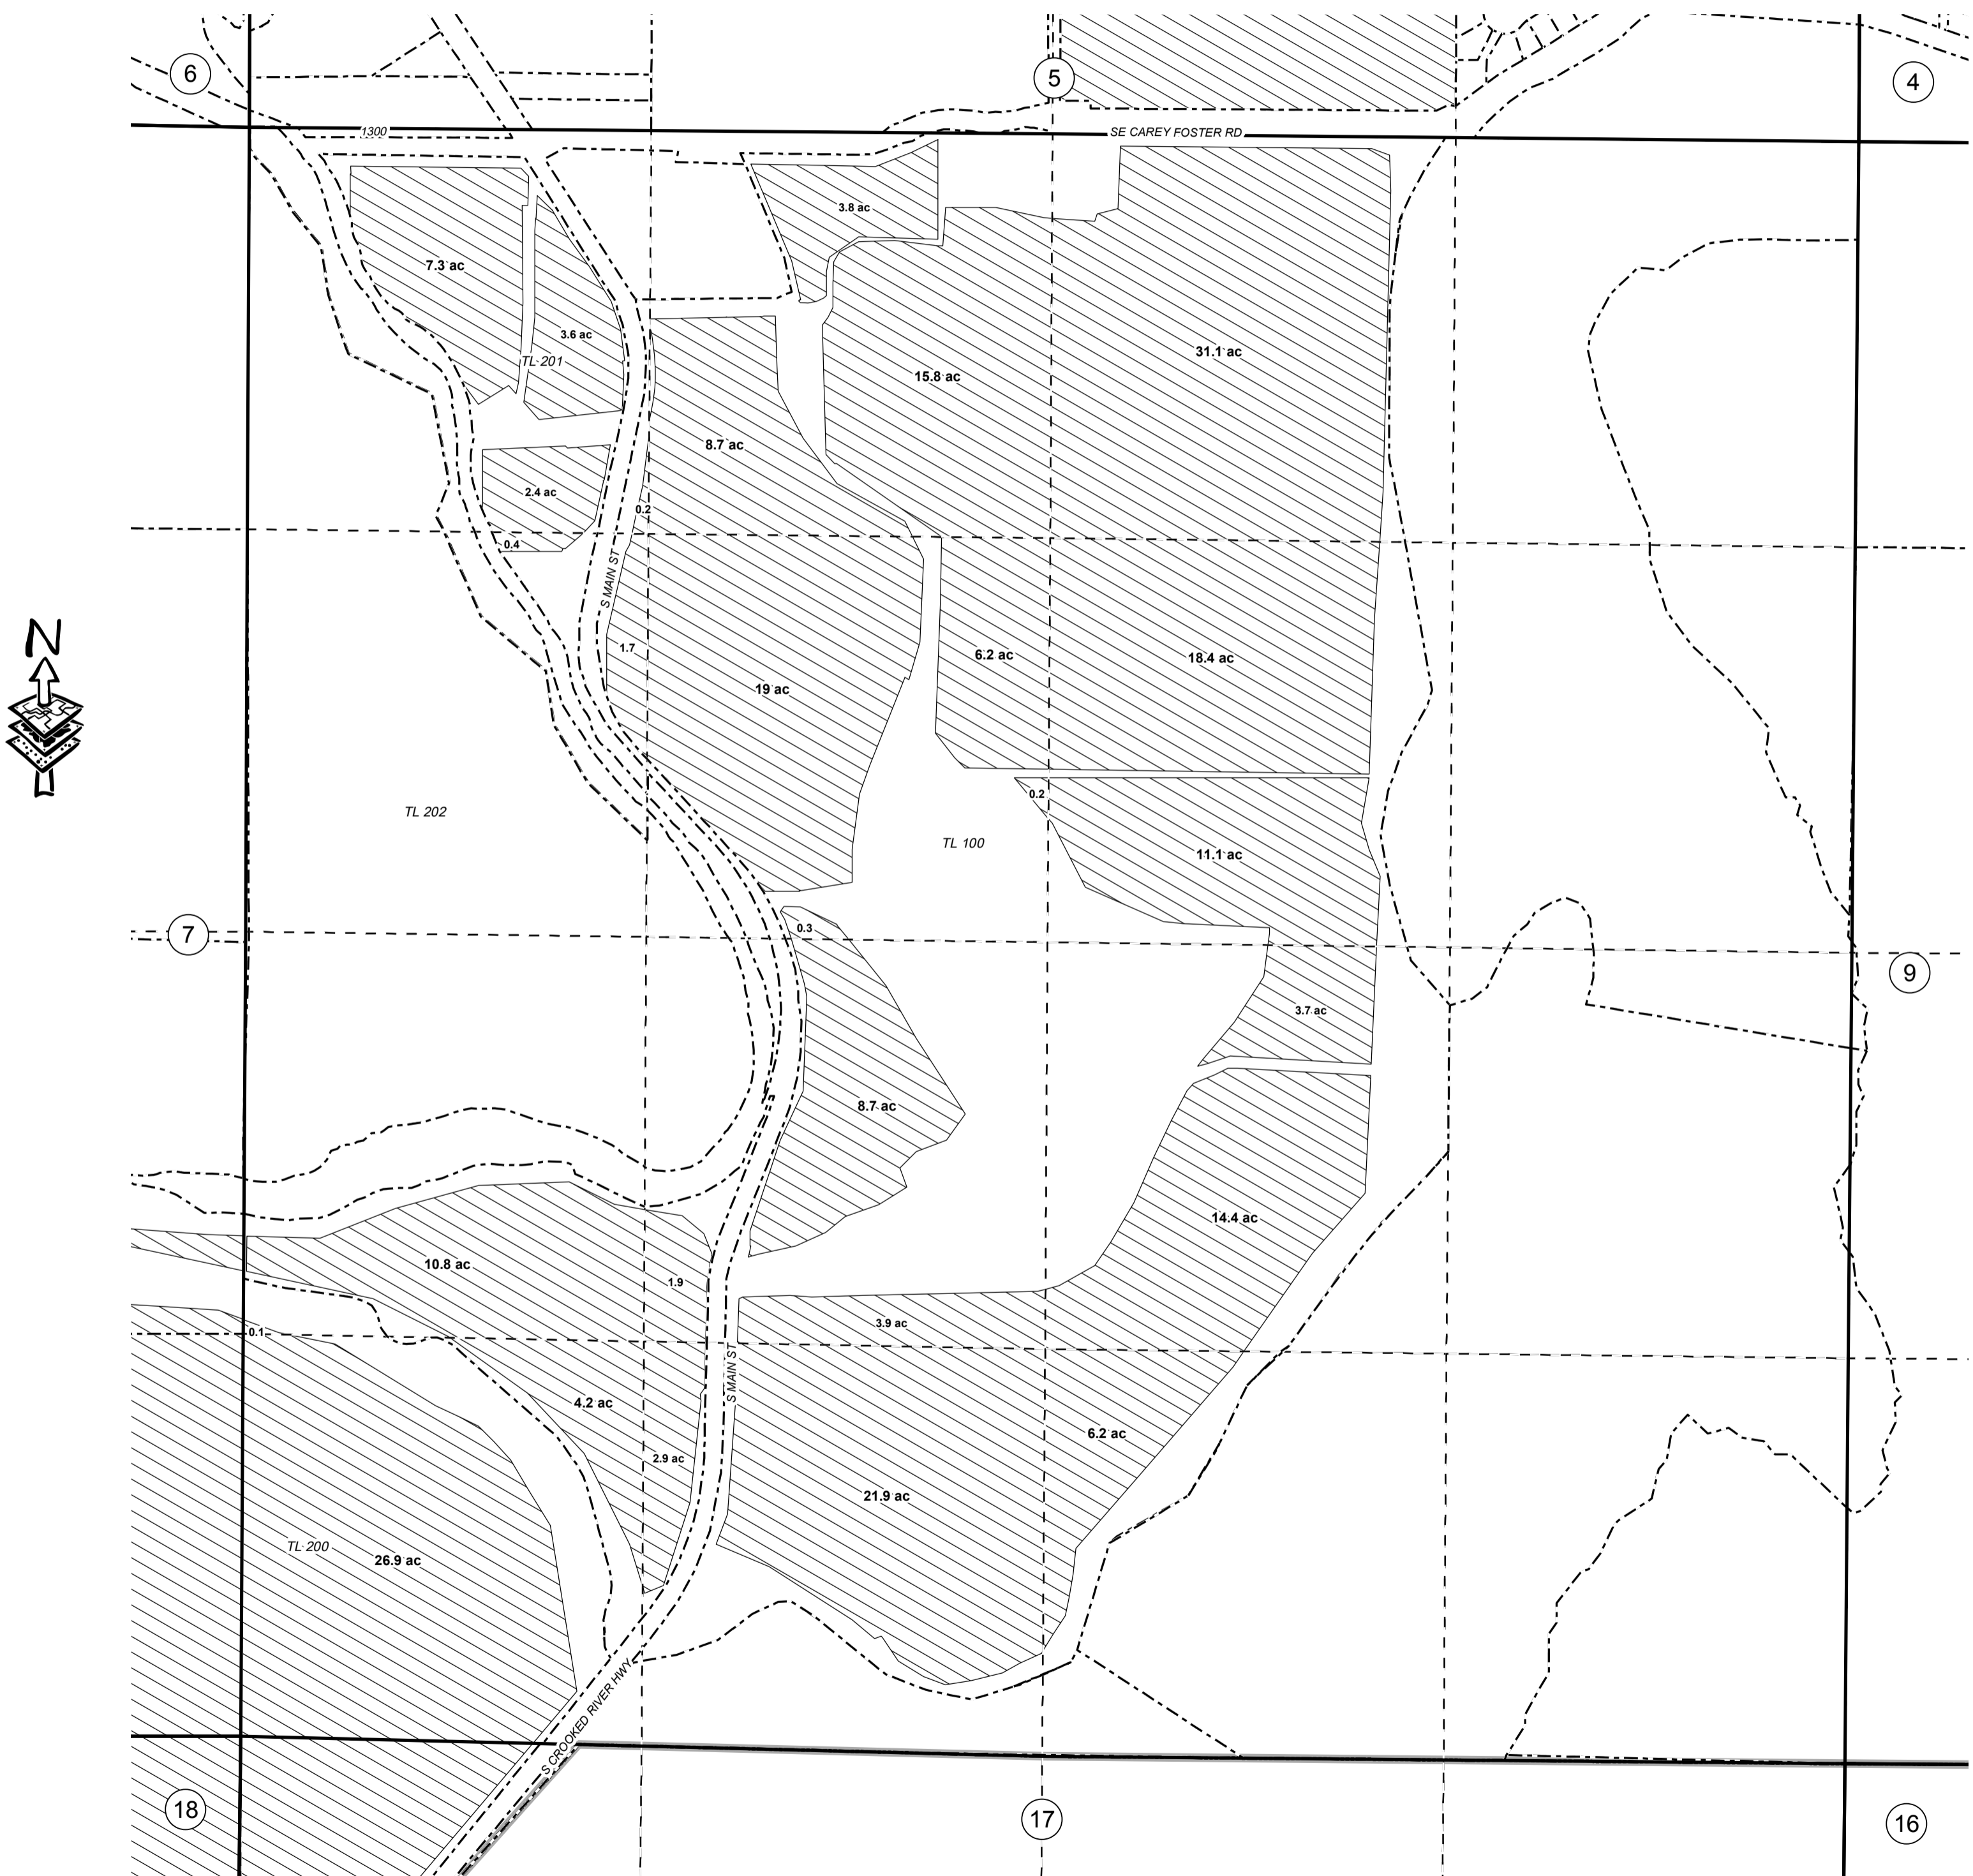 6
5
4
1300
SE CAREY FOSTER RD
3.8 ac
7.3 ac
3.6 ac
TL 201
31.1 ac
15.8 ac
8.7 ac
2.4 ac
0.2
0.4
S MAIN ST
N
1.7
6.2 ac
18.4 ac
19 ac
0.2
TL 202
TL 100
11.1 ac
7
0.3
9
3.7 ac
8.7 ac
14.4 ac
10.8 ac
1.9
3.9 ac
0.1
S MAIN ST
4.2 ac
6.2 ac
2.9 ac
21.9 ac
TL 200
26.9 ac
S CROOKED RIVER HWY
18
17
16